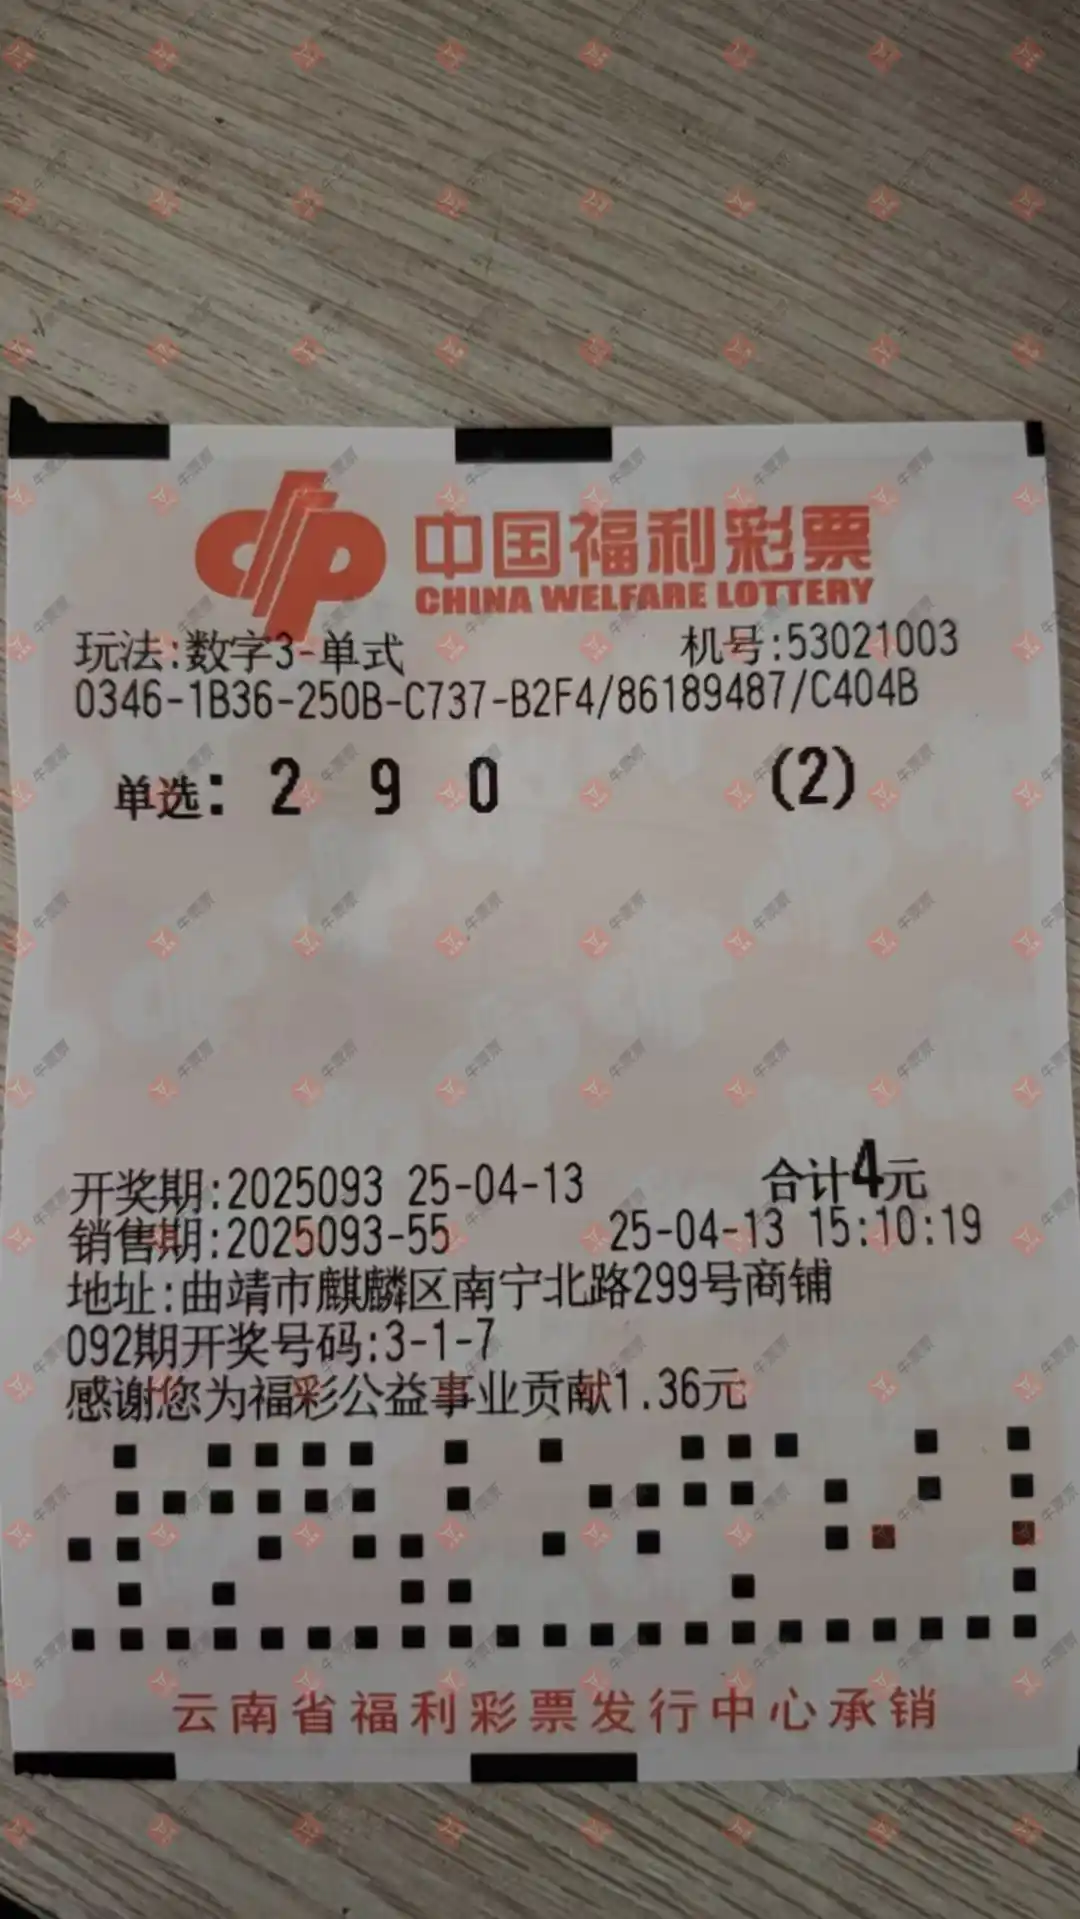 中国福利彩票
CHINA WELFARE LOTTERY
玩法:数字3-单式 机号:53021003
0346-1B36-250B-C737-B2F4/86189487/C404B
单选: 2 9 0 (2)
开奖期:2025093 25-04-13 合计4元
销售期:2025093-55 25-04-13 15:10:19
地址:曲靖市麒麟区南宁北路299号商铺
092期开奖号码:3-1-7
感谢您为福彩公益事业贡献1.36元
云南省福利彩票发行中心承销